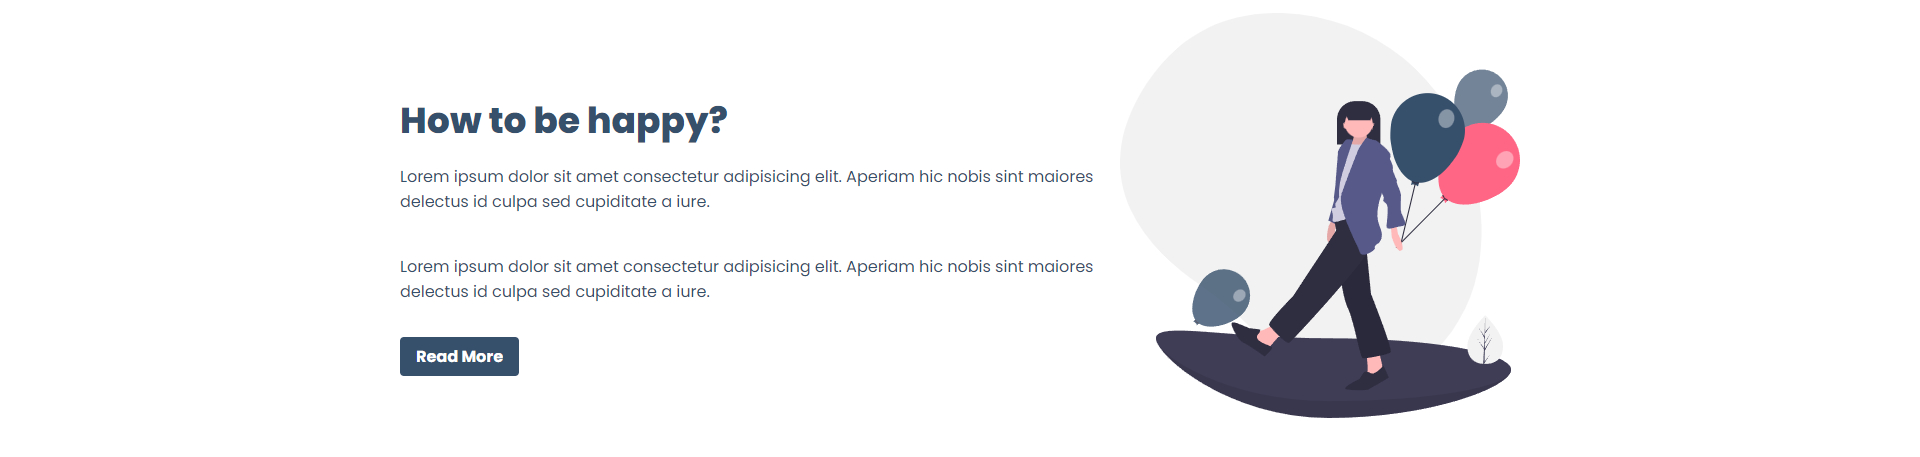 How to be happy?
Lorem ipsum dolor sit amet consectetur adipisicing elit. Aperiam hic nobis sint maiores
delectus id culpa sed cupiditate a iure.
Lorem ipsum dolor sit amet consectetur adipisicing elit. Aperiam hic nobis sint maiores
delectus id culpa sed cupiditate a iure.
Read More